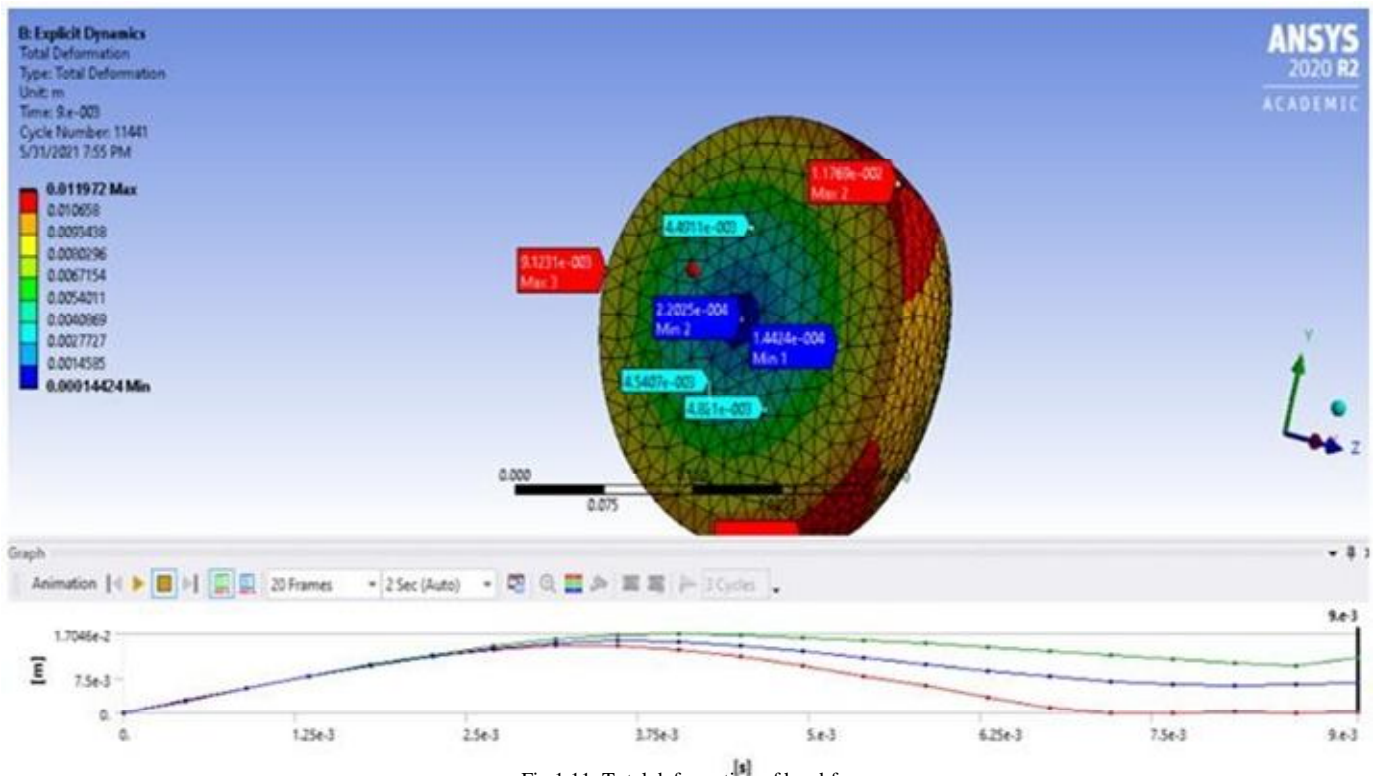 B: Explicit Dynamics
Total Deformation
Type: Total Deformation
Unit: m
Time: 9.e-003
Cycle Number: 11441
5/31/2021 7:55 PM
0.011972 Max
0.010658
0.0093438
0.0080296
0.0067154
0.0054011
0.0040869
0.0027727
0.0014585
0.00014424 Min
ANSYS
2020 R2
ACADEMIC
1.1769e-002
Max 2
4.4911e-003
9.1231e-003
Max 3
2.2025e-004
Min 2
1.4424e-004
Min 1
4.5407e-003
4.821e-003
0.000
0.075
Y
Z
Graph
Animation
20 Frames
2 Sec (Auto)
3 Cycles
9.e-3
1.7046e-2
7.5e-3
0.
[m]
0.
1.25e-3
2.5e-3
3.75e-3
5.e-3
6.25e-3
7.5e-3
9.e-3
[s]